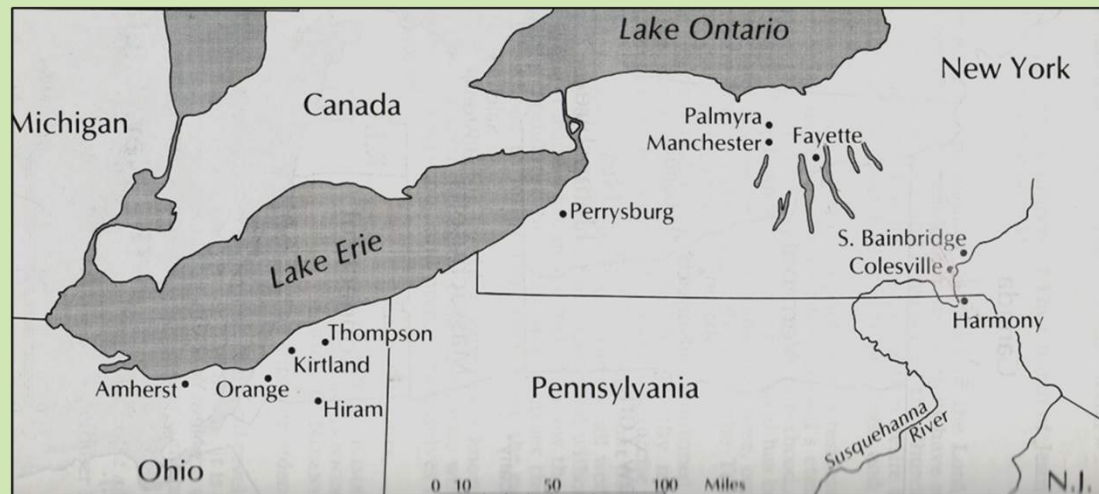 Lake Ontario
New York
Canada
Michigan
Palmyra
Manchester
Fayette
Perrysburg
S. Bainbridge
Colesville
Lake Erie
Harmony
Thompson
Kirtland
Amherst
Orange
Hiram
Pennsylvania
Susquehanna
River
Ohio
0 10 50 100 Miles
N.J.